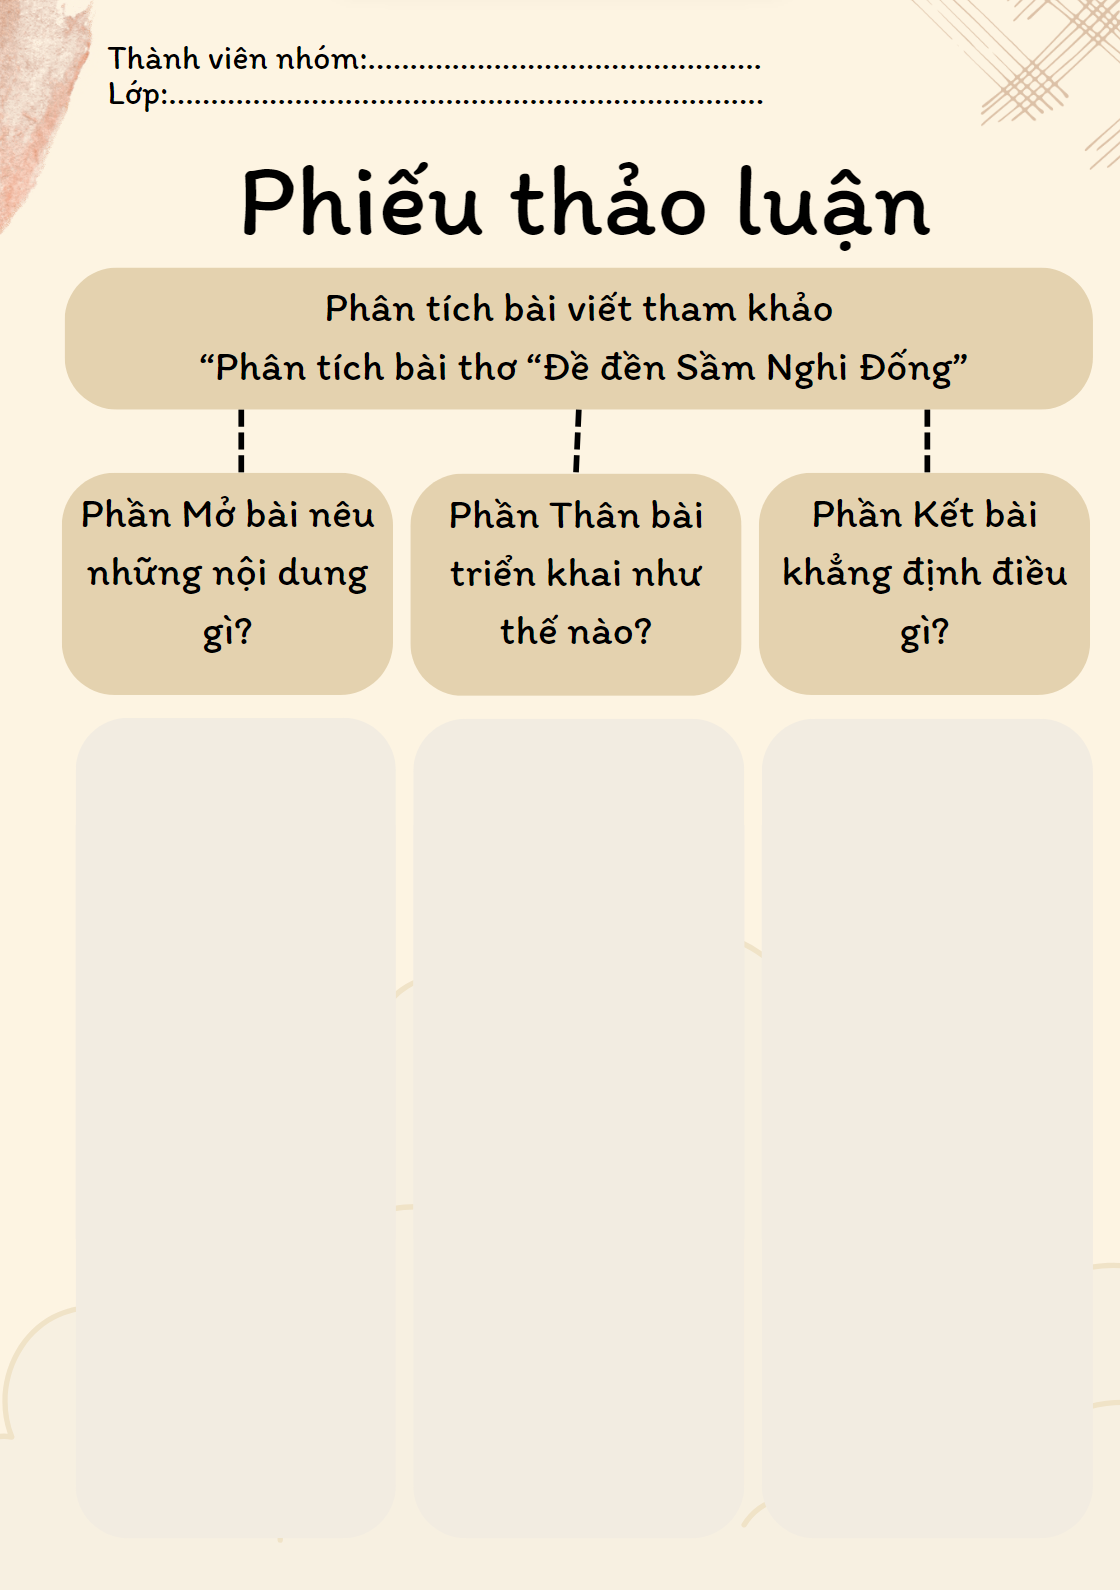 Thành viên nhóm:...............................................
Lớp:.......................................................................
Phiếu thảo luận
Phân tích bài viết tham khảo
“Phân tích bài thơ “Đề đền Sầm Nghi Đống”
Phần Mở bài nêu
những nội dung
gì?
Phần Thân bài
triển khai như
thế nào?
Phần Kết bài
khẳng định điều
gì?